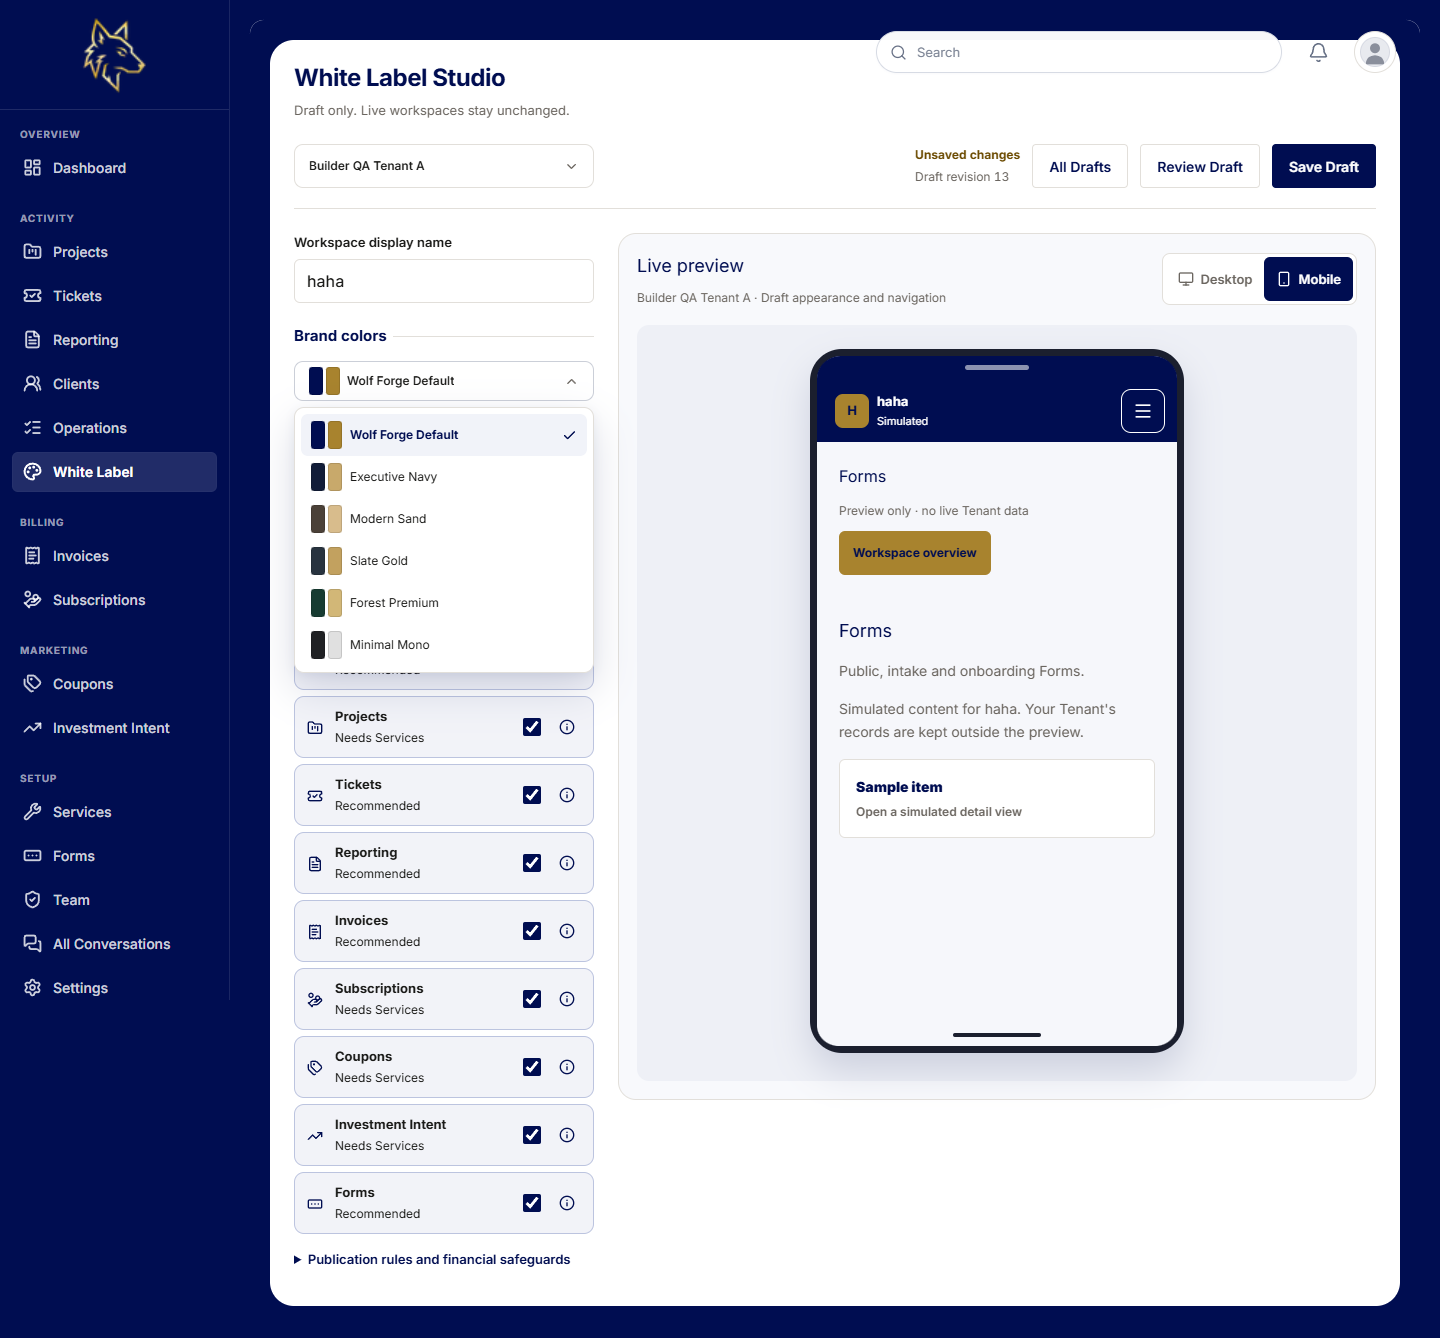 OVERVIEW
Dashboard
ACTIVITY
Projects
Tickets
Reporting
Clients
Operations
White Label
BILLING
Invoices
Subscriptions
MARKETING
Coupons
Investment Intent
SETUP
Services
Forms
Team
All Conversations
Settings
Search
White Label Studio
Draft only. Live workspaces stay unchanged.
Builder QA Tenant A
Unsaved changes
Draft revision 13
All Drafts
Review Draft
Save Draft
Workspace display name
haha
Brand colors
Wolf Forge Default
Wolf Forge Default
Executive Navy
Modern Sand
Slate Gold
Forest Premium
Minimal Mono
Recommended
Projects
Needs Services
Tickets
Recommended
Reporting
Recommended
Invoices
Recommended
Subscriptions
Needs Services
Coupons
Needs Services
Investment Intent
Needs Services
Forms
Recommended
Publication rules and financial safeguards
Live preview
Builder QA Tenant A · Draft appearance and navigation
Desktop
Mobile
H
haha
Simulated
Forms
Preview only · no live Tenant data
Workspace overview
Forms
Public, intake and onboarding Forms.
Simulated content for haha. Your Tenant's
records are kept outside the preview.
Sample item
Open a simulated detail view